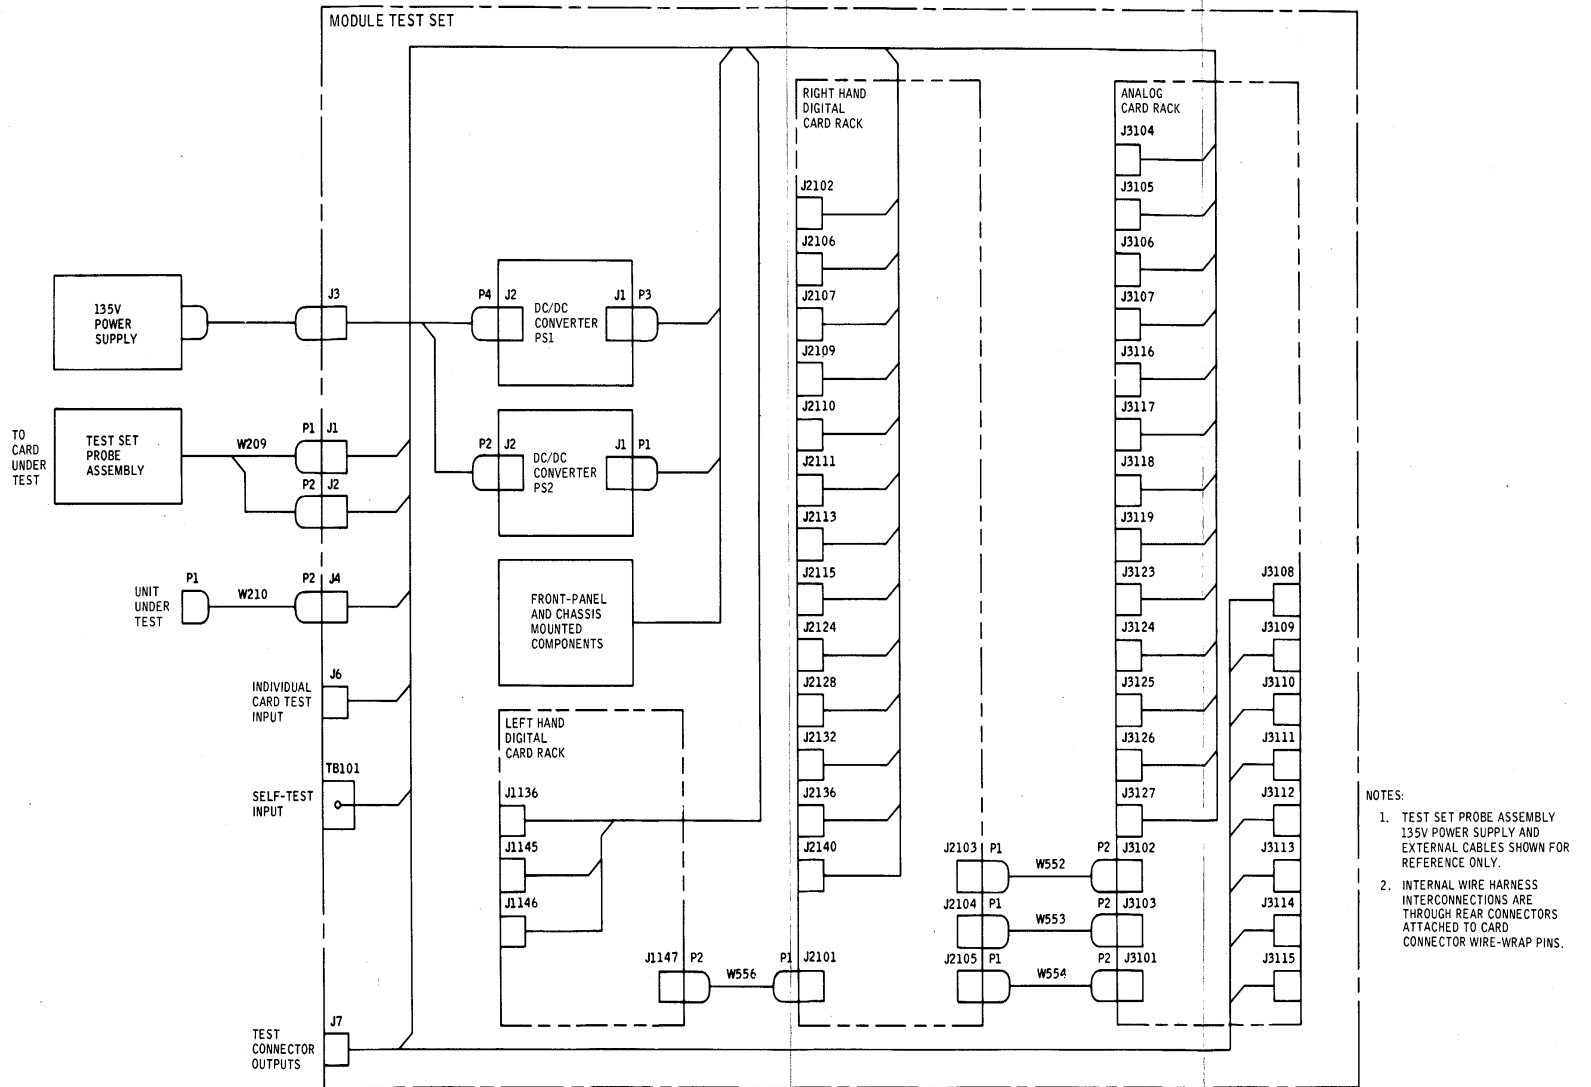 MODULE TEST SET
RIGHT HAND
DIGITAL
CARD RACK
J2102
J2106
J2107
J2109
J2110
J2111
J2113
J2115
J2124
J2128
J2132
J2136
J2140
ANALOG
CARD RACK
J3104
J3105
J3106
J3107
J3116
J3117
J3118
J3119
J3123
J3124
J3125
J3126
J3127
J3108
J3109
J3110
J3111
J3112
J3113
J3114
J3115
135V
POWER
SUPPLY
J3
P4 J2
DC/DC
CONVERTER
PS1
J1 P3
TO
CARD
UNDER
TEST
TEST SET
PROBE
ASSEMBLY
W209
P1 J1
P2 J2
P2 J2
DC/DC
CONVERTER
PS2
J1 P1
UNIT
UNDER
TEST
P1
W210
P2 J4
FRONT-PANEL
AND CHASSIS
MOUNTED
COMPONENTS
INDIVIDUAL
CARD TEST
INPUT
J6
SELF-TEST
INPUT
TB101
LEFT HAND
DIGITAL
CARD RACK
J1136
J1145
J1146
J1147 P2
W556
P1 J2101
J2103 P1
W552
P2 J3102
J2104 P1
W553
P2 J3103
J2105 P1
W554
P2 J3101
TEST
CONNECTOR
OUTPUTS
J7
NOTES:
1. TEST SET PROBE ASSEMBLY
135V POWER SUPPLY AND
EXTERNAL CABLES SHOWN FOR
REFERENCE ONLY.
2. INTERNAL WIRE HARNESS
INTERCONNECTIONS ARE
THROUGH REAR CONNECTORS
ATTACHED TO CARD
CONNECTOR WIRE-WRAP PINS.